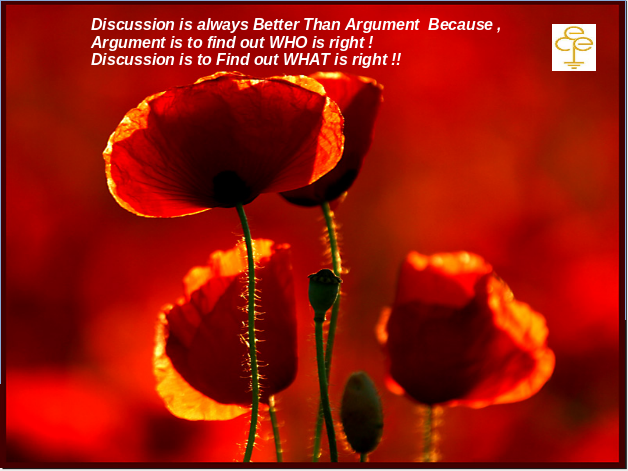 Discussion is always Better Than Argument  Because ,
Argument is to find out WHO is right !
Discussion is to Find out WHAT is right !!